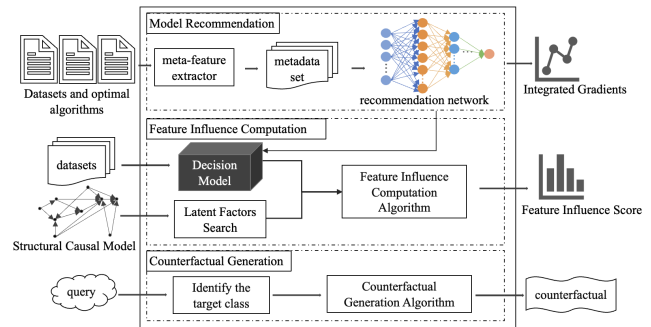 Model Recommendation
meta-feature
extractor
metadata
set
recommendation network
Datasets and optimal
algorithms
Integrated Gradients
Feature Influence Computation
datasets
Decision
Model
Feature Influence
Computation
Algorithm
Latent Factors
Search
Structural Causal Model
Feature Influence Score
Counterfactual Generation
query
Identify the
target class
Counterfactual
Generation Algorithm
counterfactual